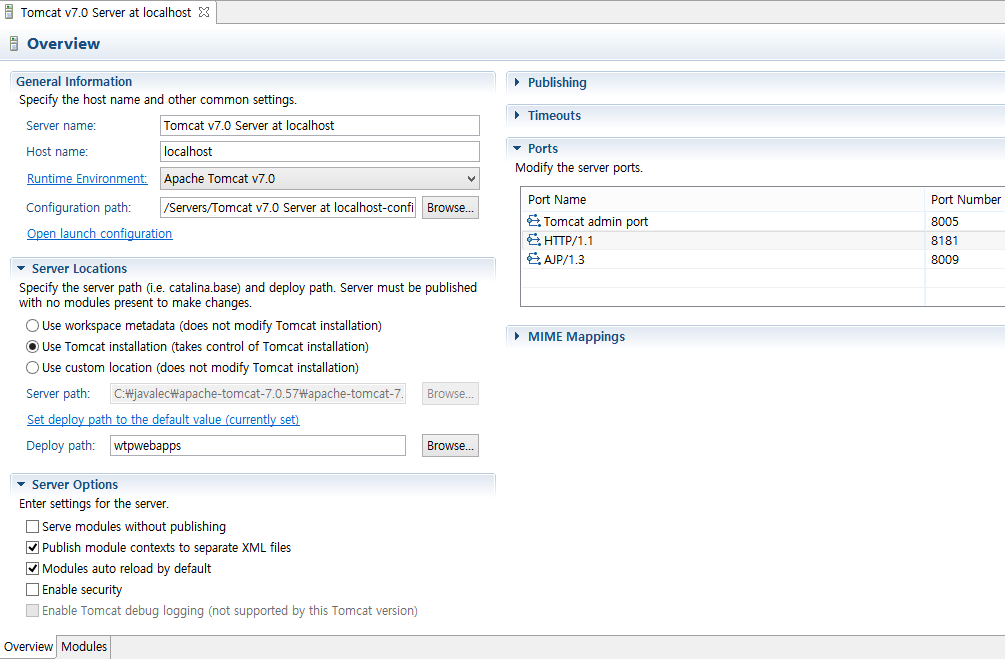 Tomcat v7.0 Server at localhost
Overview
General Information
Specify the host name and other common settings.
Server name: Tomcat v7.0 Server at localhost
Host name: localhost
Runtime Environment: Apache Tomcat v7.0
Configuration path: /Servers/Tomcat v7.0 Server at localhost-confi Browse...
Open launch configuration
Server Locations
Specify the server path (i.e. catalina.base) and deploy path. Server must be published
with no modules present to make changes.
Use workspace metadata (does not modify Tomcat installation)
Use Tomcat installation (takes control of Tomcat installation)
Use custom location (does not modify Tomcat installation)
Server path: C:₩javalec₩apache-tomcat-7.0.57₩apache-tomcat-7. Browse...
Set deploy path to the default value (currently set)
Deploy path: wtpwebapps Browse...
Server Options
Enter settings for the server.
Serve modules without publishing
Publish module contexts to separate XML files
Modules auto reload by default
Enable security
Enable Tomcat debug logging (not supported by this Tomcat version)
Publishing
Timeouts
Ports
Modify the server ports.
Port Name Port Number
Tomcat admin port 8005
HTTP/1.1 8181
AJP/1.3 8009
MIME Mappings
Overview Modules